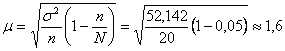 μ = √(σ²/n (1 − n/N)) = √(52,142/20 (1 − 0,05)) ≈ 1,6